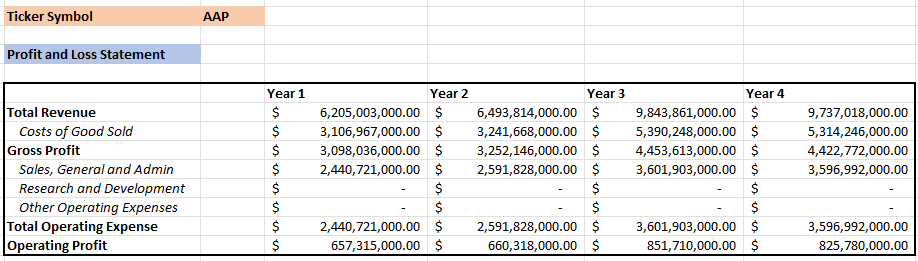 Ticker Symbol AAP
Profit and Loss Statement
Year 1 Year 2 Year 3 Year 4
Total Revenue $ 6,205,003,000.00 $ 6,493,814,000.00 $ 9,843,861,000.00 $ 9,737,018,000.00
Costs of Good Sold $ 3,106,967,000.00 $ 3,241,668,000.00 $ 5,390,248,000.00 $ 5,314,246,000.00
Gross Profit $ 3,098,036,000.00 $ 3,252,146,000.00 $ 4,453,613,000.00 $ 4,422,772,000.00
Sales, General and Admin $ 2,440,721,000.00 $ 2,591,828,000.00 $ 3,601,903,000.00 $ 3,596,992,000.00
Research and Development $ - $ - $ - $ -
Other Operating Expenses $ - $ - $ - $ -
Total Operating Expense $ 2,440,721,000.00 $ 2,591,828,000.00 $ 3,601,903,000.00 $ 3,596,992,000.00
Operating Profit $ 657,315,000.00 $ 660,318,000.00 $ 851,710,000.00 $ 825,780,000.00